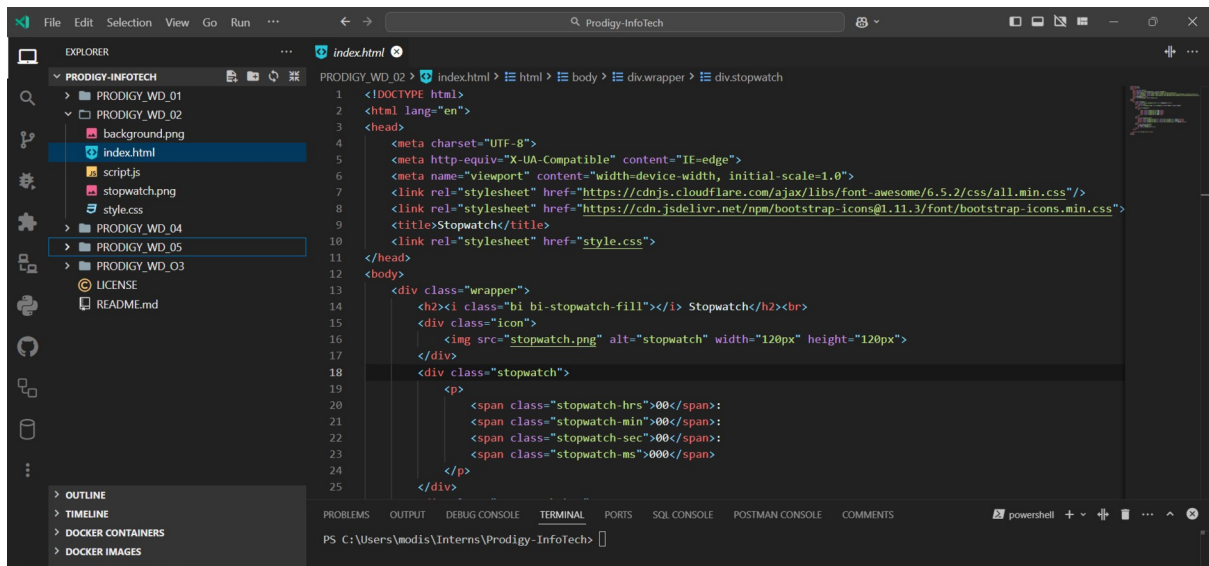 File Edit Selection View Go Run ···
Prodigy-InfoTech
EXPLORER ···
PRODIGY-INFOTECH
PRODIGY_WD_01
PRODIGY_WD_02
background.png
index.html
script.js
stopwatch.png
style.css
PRODIGY_WD_04
PRODIGY_WD_05
PRODIGY_WD_O3
LICENSE
README.md
OUTLINE
TIMELINE
DOCKER CONTAINERS
DOCKER IMAGES
index.html
PRODIGY_WD_02 > index.html > html > body > div.wrapper > div.stopwatch
1 <!DOCTYPE html>
2 <html lang="en">
3 <head>
4 <meta charset="UTF-8">
5 <meta http-equiv="X-UA-Compatible" content="IE=edge">
6 <meta name="viewport" content="width=device-width, initial-scale=1.0">
7 <link rel="stylesheet" href="https://cdnjs.cloudflare.com/ajax/libs/font-awesome/6.5.2/css/all.min.css"/>
8 <link rel="stylesheet" href="https://cdn.jsdelivr.net/npm/bootstrap-icons@1.11.3/font/bootstrap-icons.min.css">
9 <title>Stopwatch</title>
10 <link rel="stylesheet" href="style.css">
11 </head>
12 <body>
13 <div class="wrapper">
14 <h2><i class="bi bi-stopwatch-fill"></i> Stopwatch</h2><br>
15 <div class="icon">
16 <img src="stopwatch.png" alt="stopwatch" width="120px" height="120px">
17 </div>
18 <div class="stopwatch">
19 <p>
20 <span class="stopwatch-hrs">00</span>:
21 <span class="stopwatch-min">00</span>:
22 <span class="stopwatch-sec">00</span>:
23 <span class="stopwatch-ms">000</span>
24 </p>
25 </div>
PROBLEMS OUTPUT DEBUG CONSOLE TERMINAL PORTS SQL CONSOLE POSTMAN CONSOLE COMMENTS powershell
PS C:\Users\modis\Interns\Prodigy-InfoTech>